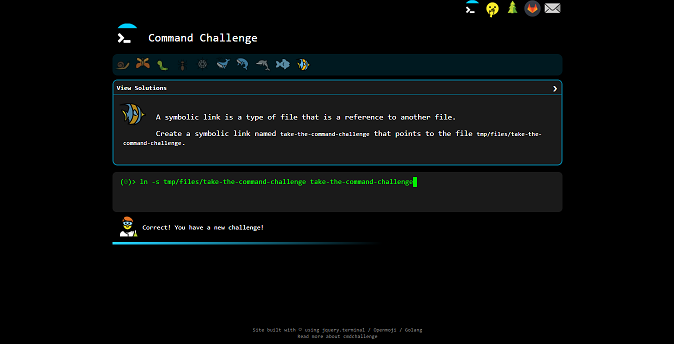 Command Challenge
View Solutions
A symbolic link is a type of file that is a reference to another file.
Create a symbolic link named take-the-command-challenge that points to the file tmp/files/take-the-
command-challenge.
(0)> ln -s tmp/files/take-the-command-challenge take-the-command-challenge
Correct! You have a new challenge!
Site built with ♡ using jquery.terminal / Openmoji / Golang
Read more about cmdchallenge